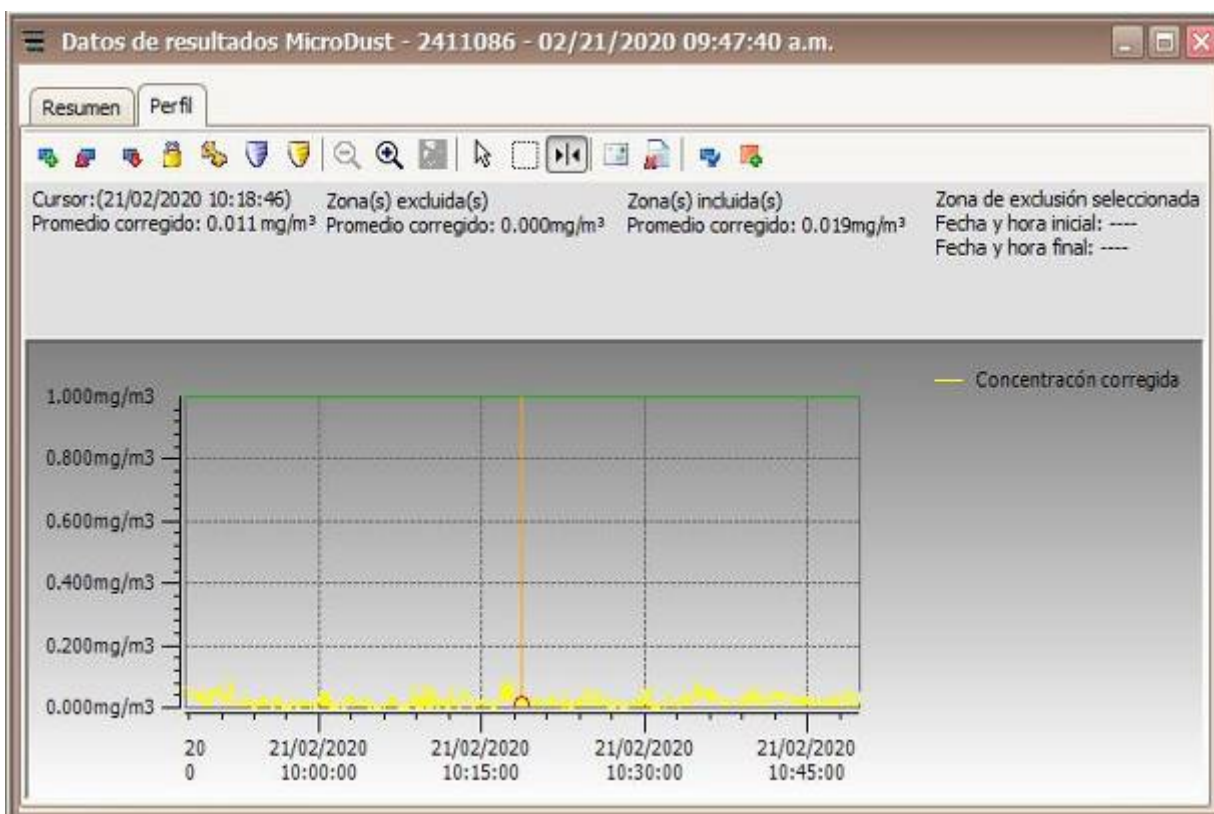 Datos de resultados MicroDust - 2411086 - 02/21/2020 09:47:40 a.m.
Resumen Perfil
Cursor:(21/02/2020 10:18:46)
Promedio corregido: 0.011 mg/m³
Zona(s) excluida(s)
Promedio corregido: 0.000mg/m³
Zona(s) incluida(s)
Promedio corregido: 0.019mg/m³
Zona de exclusión seleccionada
Fecha y hora inicial: ----
Fecha y hora final: ----
Concentracón corregida
1.000mg/m3
0.800mg/m3
0.600mg/m3
0.400mg/m3
0.200mg/m3
0.000mg/m3
20 21/02/2020 21/02/2020 21/02/2020 21/02/2020
0 10:00:00 10:15:00 10:30:00 10:45:00